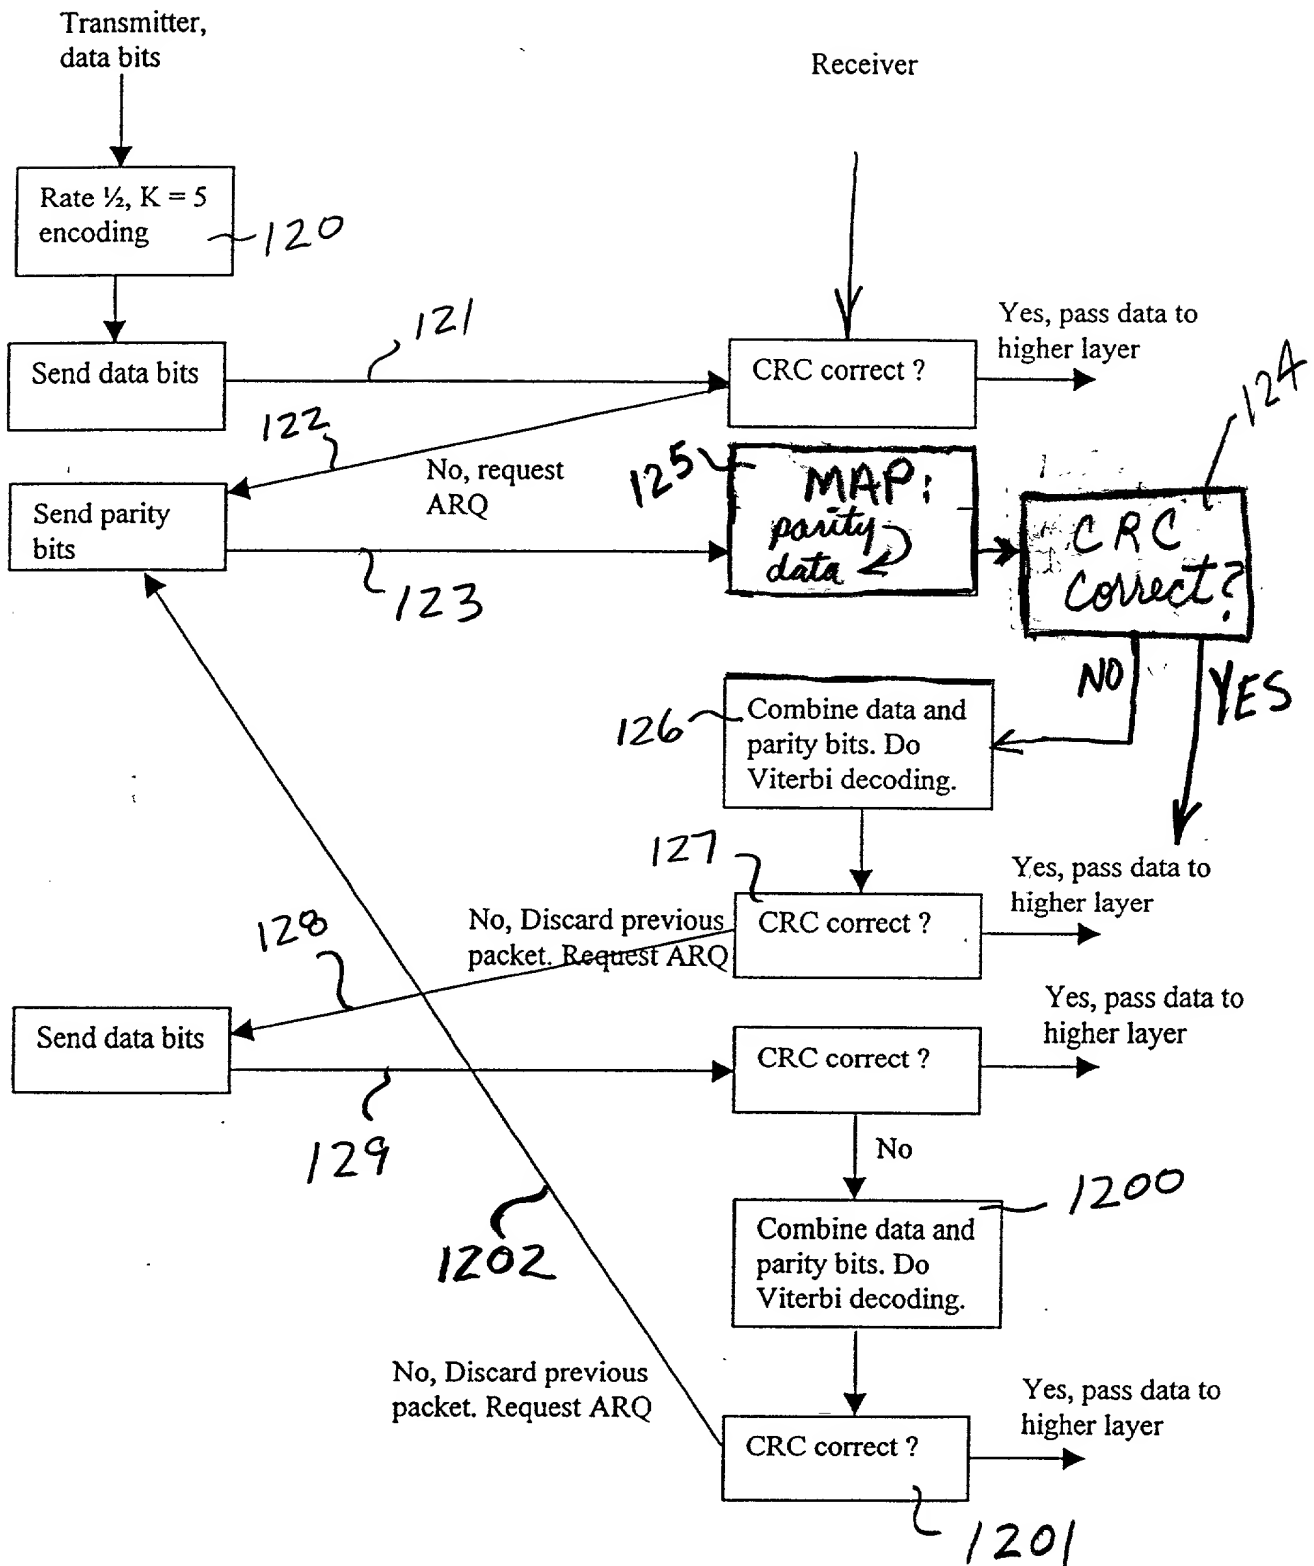 Transmitter,
data bits
Receiver
Rate ½, K = 5
encoding
120
121
Yes, pass data to
higher layer
Send data bits
CRC correct ?
124
122
No, request
ARQ
125
MAP:
parity
data
CRC
correct?
Send parity
bits
123
NO
YES
126
Combine data and
parity bits. Do
Viterbi decoding.
127
Yes, pass data to
higher layer
No, Discard previous
packet. Request ARQ
CRC correct ?
128
Yes, pass data to
higher layer
Send data bits
CRC correct ?
129
No
1200
1202
Combine data and
parity bits. Do
Viterbi decoding.
No, Discard previous
packet. Request ARQ
Yes, pass data to
higher layer
CRC correct ?
1201